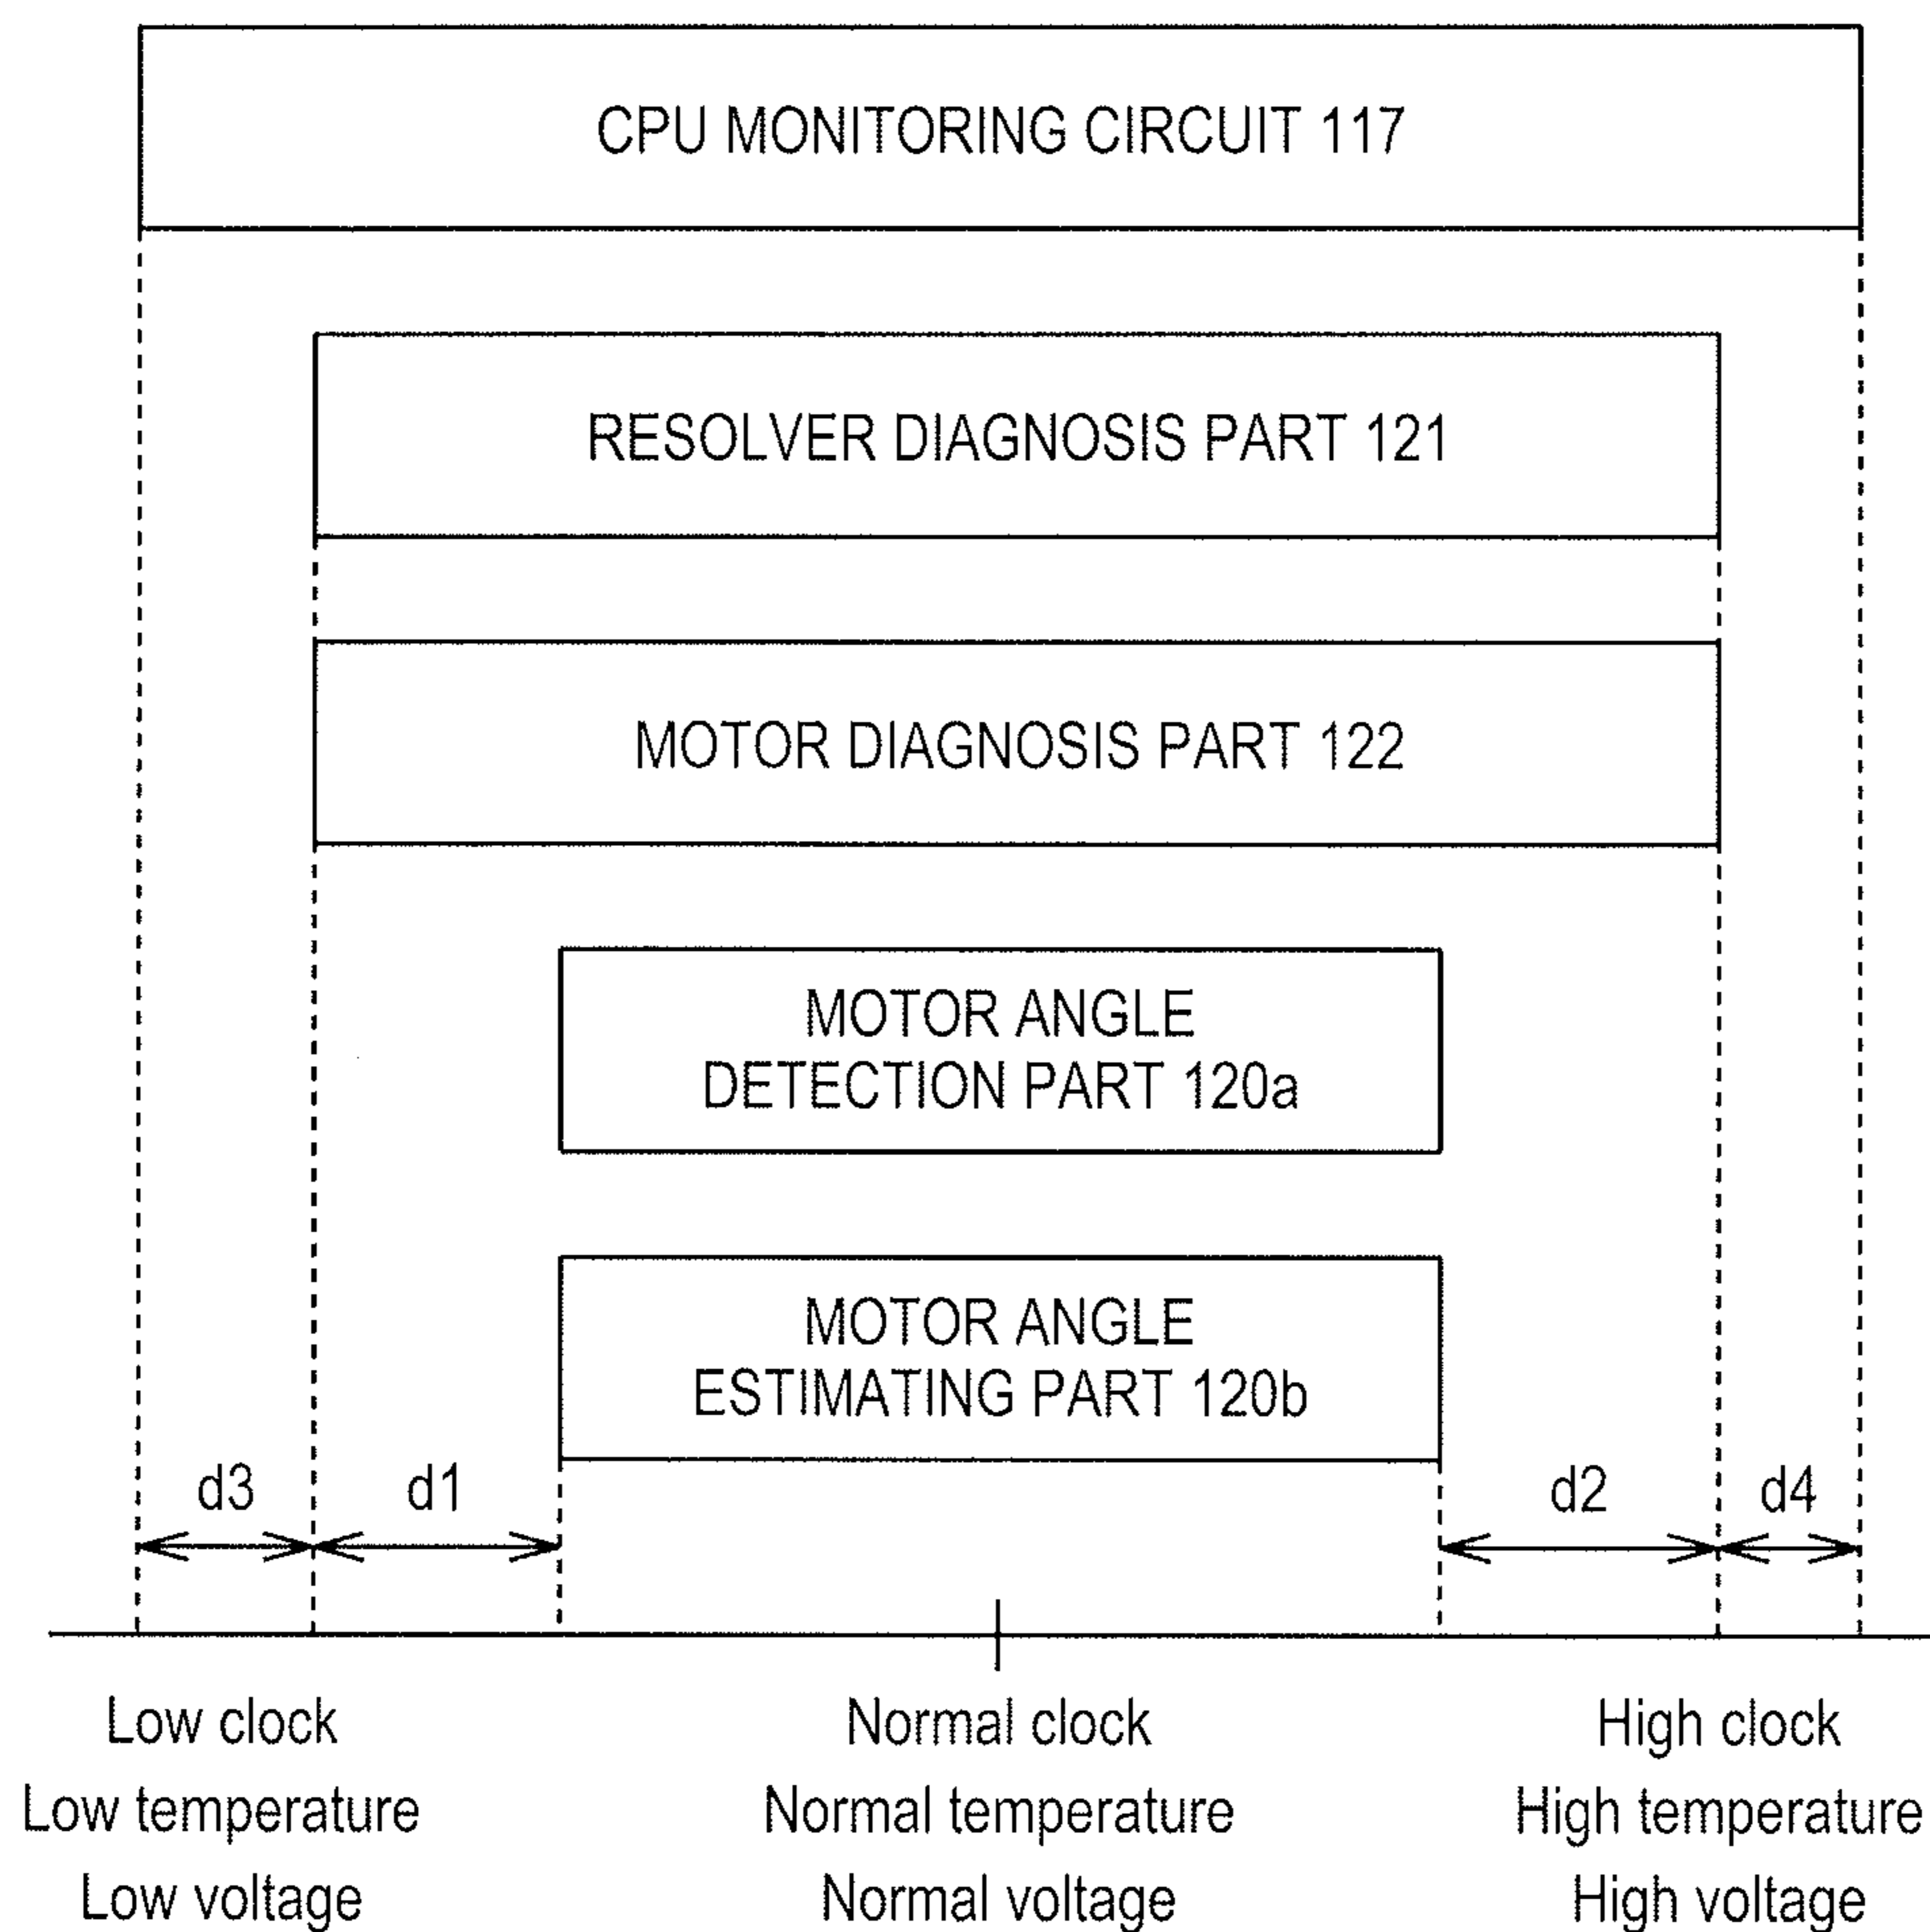 CPU MONITORING CIRCUIT 117
RESOLVER DIAGNOSIS PART 121
MOTOR DIAGNOSIS PART 122
MOTOR ANGLE
DETECTION PART 120a
MOTOR ANGLE
ESTIMATING PART 120b
d3
d1
d2
d4
Low clock
Low temperature
Low voltage
Normal clock
Normal temperature
Normal voltage
High clock
High temperature
High voltage